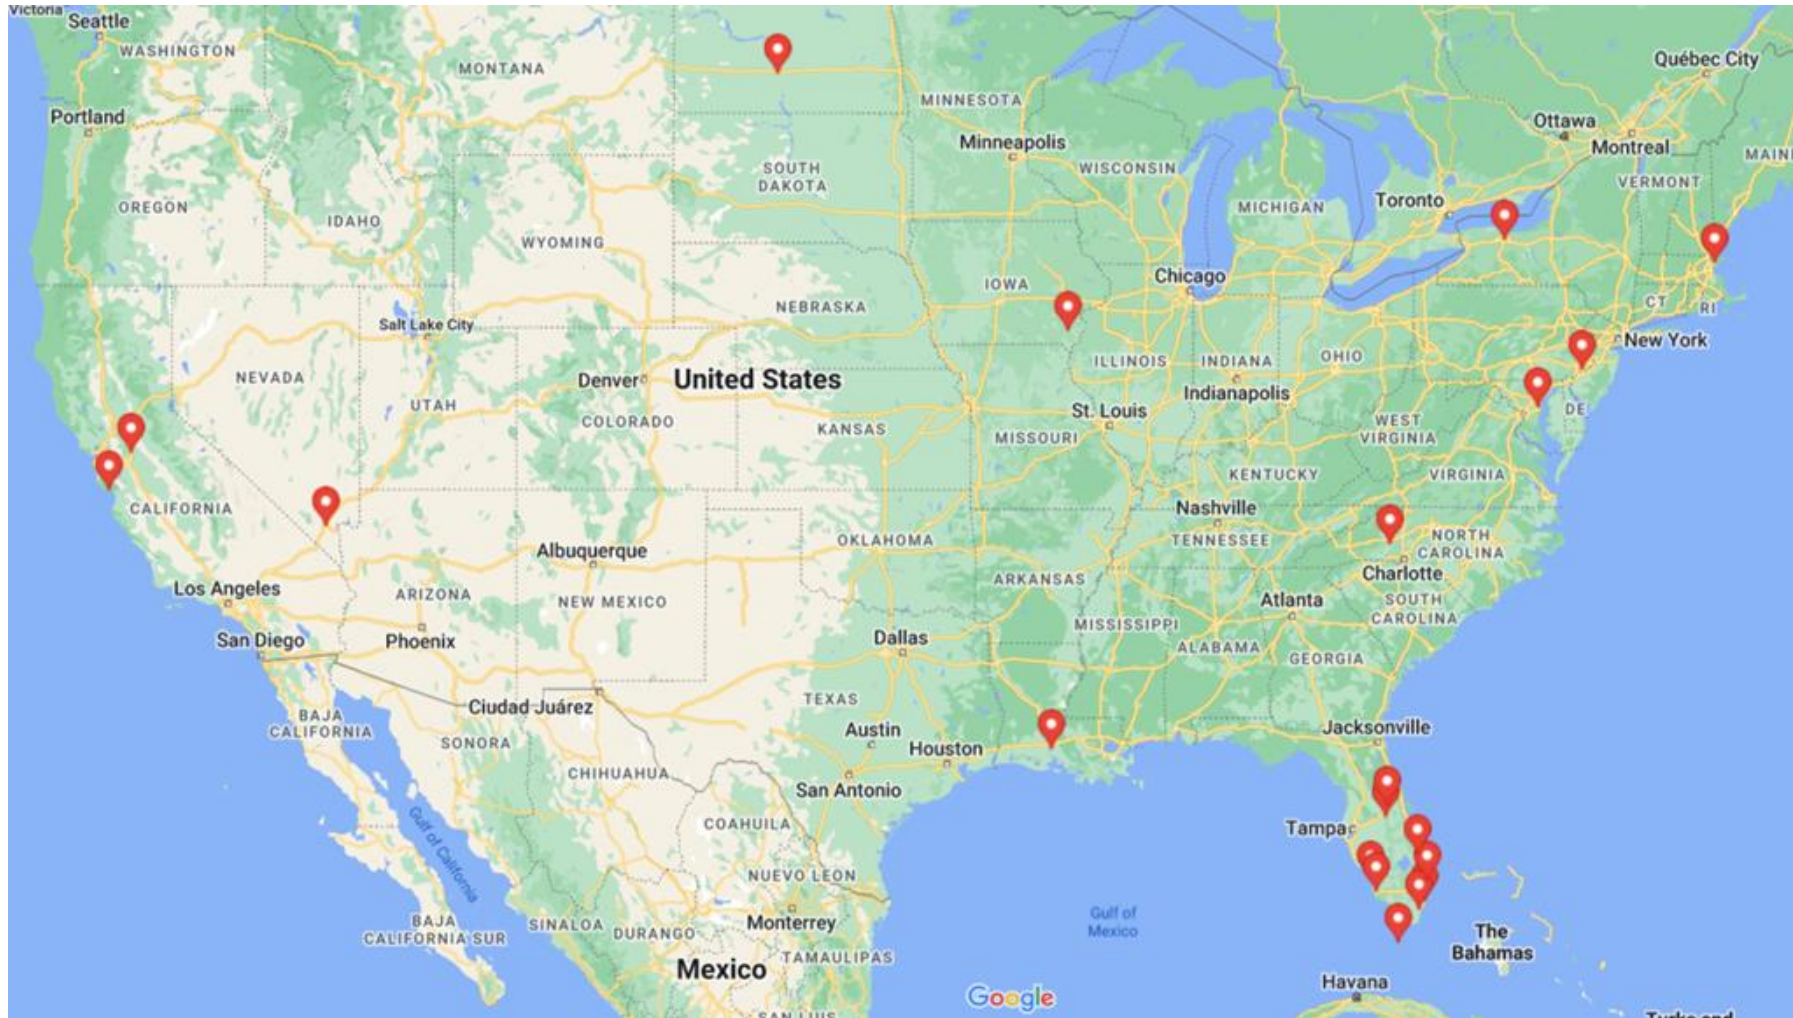 Victoria
Seattle
WASHINGTON
MONTANA
Québec City
Portland
MINNESOTA
Ottawa
Minneapolis
Montreal
SOUTH
DAKOTA
WISCONSIN
VERMONT
OREGON
IDAHO
MICHIGAN
Toronto
WYOMING
IOWA
Chicago
NEBRASKA
CT
RI
Salt Lake City
New York
NEVADA
Denver
United States
ILLINOIS
INDIANA
OHIO
UTAH
COLORADO
Indianapolis
DE
St. Louis
KANSAS
MISSOURI
WEST
VIRGINIA
KENTUCKY
VIRGINIA
CALIFORNIA
Nashville
TENNESSEE
OKLAHOMA
NORTH
CAROLINA
Albuquerque
Charlotte
ARKANSAS
Los Angeles
ARIZONA
NEW MEXICO
Atlanta
SOUTH
CAROLINA
MISSISSIPPI
San Diego
Phoenix
Dallas
ALABAMA
GEORGIA
Ciudad Juárez
TEXAS
BAJA
CALIFORNIA
SONORA
Austin
Houston
Jacksonville
CHIHUAHUA
San Antonio
COAHUILA
Tampa
Gulf of California
NUEVO LEON
BAJA
CALIFORNIA SUR
SINALOA
DURANGO
Monterrey
Gulf of
Mexico
The
Bahamas
TAMAULIPAS
Mexico
Havana
Google